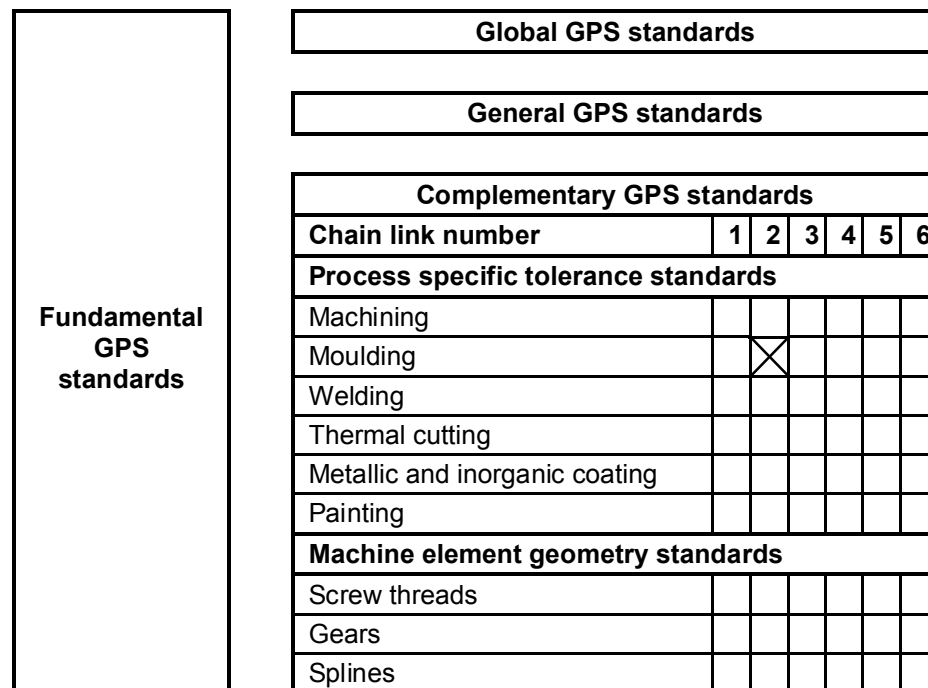 Fundamental
GPS
standards
Global GPS standards
General GPS standards
Complementary GPS standards
Chain link number 1 2 3 4 5 6
Process specific tolerance standards
Machining
Moulding
Welding
Thermal cutting
Metallic and inorganic coating
Painting
Machine element geometry standards
Screw threads
Gears
Splines